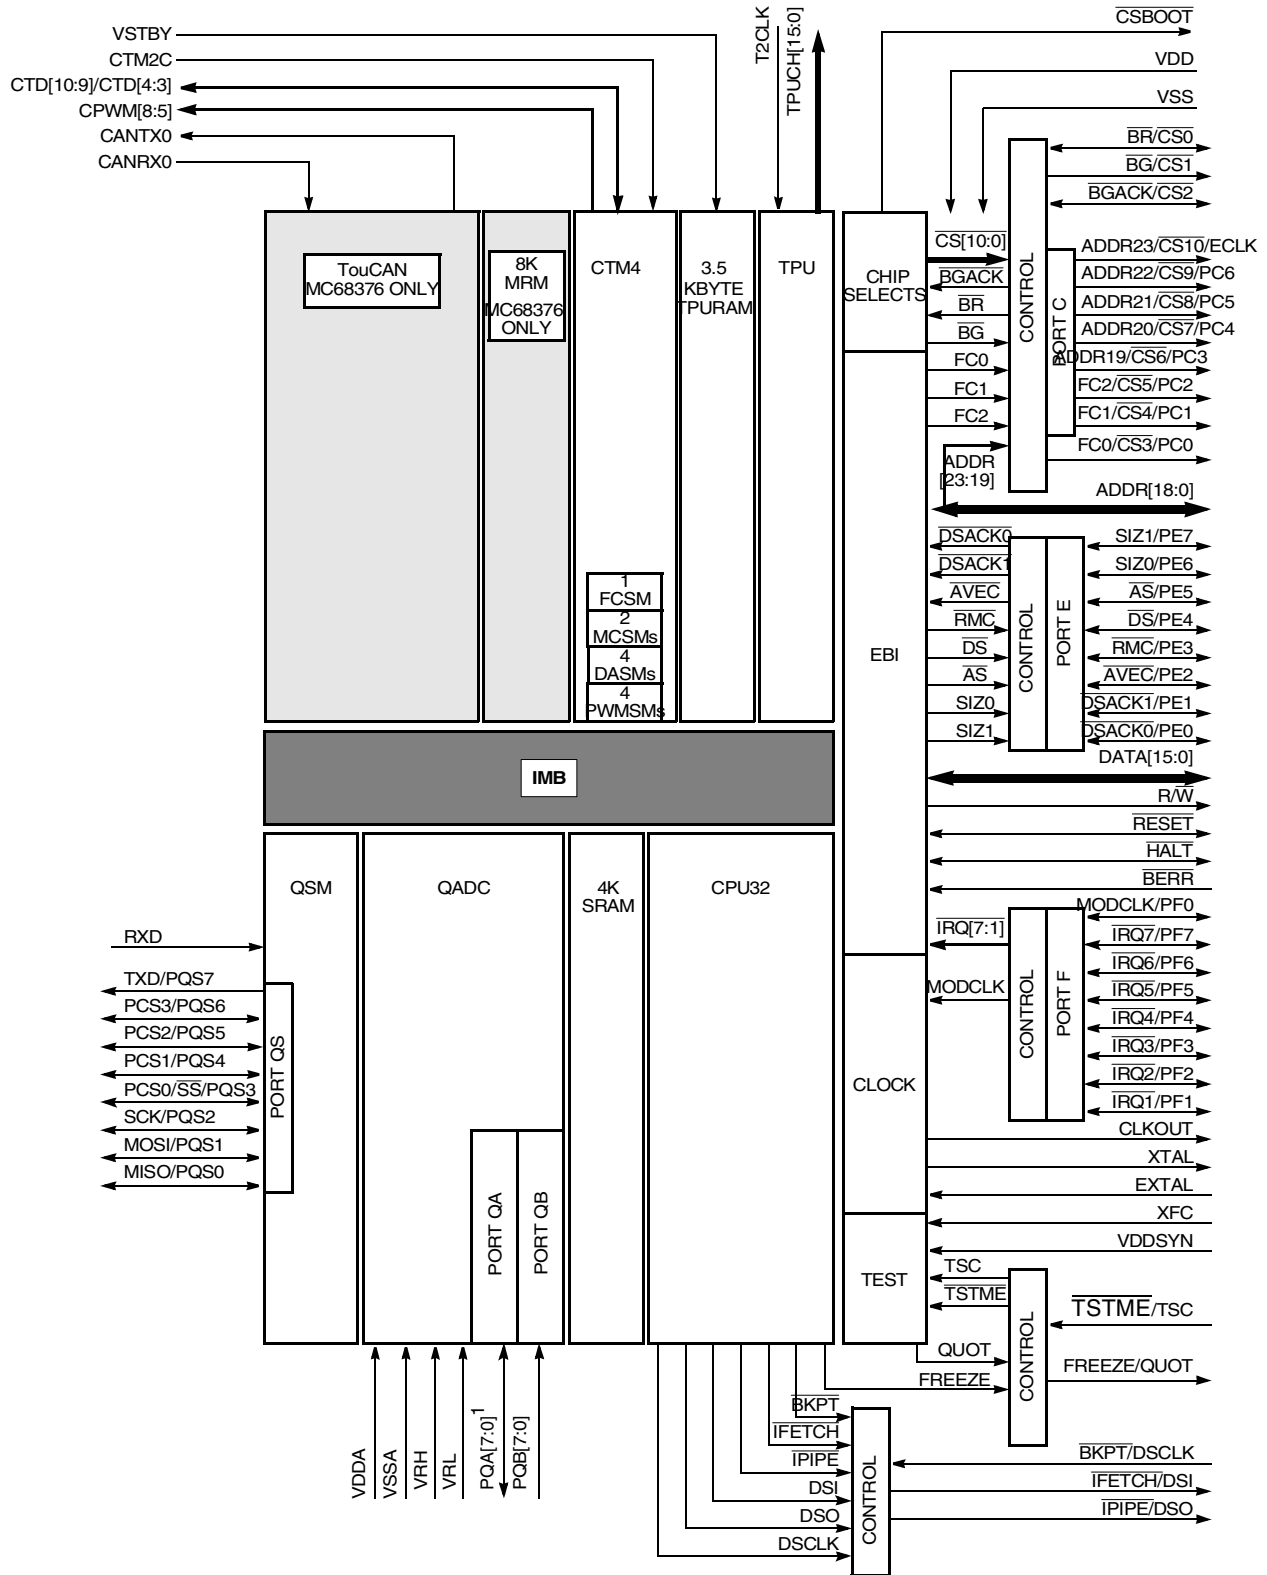 VSTBY
CTM2C
CTD[10:9]/CTD[4:3]
CPWM[8:5]
CANTX0
CANRX0
T2CLK
TPUCH[15:0]
CSBOOT
VDD
VSS
BR/CS0
BG/CS1
BGACK/CS2
ADDR23/CS10/ECLK
ADDR22/CS9/PC6
ADDR21/CS8/PC5
ADDR20/CS7/PC4
ADDR19/CS6/PC3
FC2/CS5/PC2
FC1/CS4/PC1
FC0/CS3/PC0
ADDR[18:0]
CONTROL
PORT C
CS[10:0]
BGACK
BR
BG
FC0
FC1
FC2
ADDR
[23:19]
TouCAN
MC68376 ONLY
8K
MRM
MC68376
ONLY
CTM4
1
FCSM
2
MCSMs
4
DASMs
4
PWMSMs
3.5
KBYTE
TPURAM
TPU
CHIP
SELECTS
EBI
DSACK0
DSACK1
AVEC
RMC
DS
AS
SIZ0
SIZ1
CONTROL
PORT E
SIZ1/PE7
SIZ0/PE6
AS/PE5
DS/PE4
RMC/PE3
AVEC/PE2
DSACK1/PE1
DSACK0/PE0
DATA[15:0]
R/W
RESET
HALT
BERR
IMB
QSM
QADC
4K
SRAM
CPU32
RXD
TXD/PQS7
PCS3/PQS6
PCS2/PQS5
PCS1/PQS4
PCS0/SS/PQS3
SCK/PQS2
MOSI/PQS1
MISO/PQS0
PORT QS
PORT QA
PORT QB
CLOCK
IRQ[7:1]
MODCLK
CONTROL
PORT F
MODCLK/PF0
IRQ7/PF7
IRQ6/PF6
IRQ5/PF5
IRQ4/PF4
IRQ3/PF3
IRQ2/PF2
IRQ1/PF1
CLKOUT
XTAL
EXTAL
XFC
VDDSYN
TEST
TSC
TSTME
QUOT
FREEZE
CONTROL
TSTME/TSC
FREEZE/QUOT
VDDA
VSSA
VRH
VRL
PQA[7:0]1
PQB[7:0]
BKPT
IFETCH
IPIPE
DSI
DSO
DSCLK
CONTROL
BKPT/DSCLK
IFETCH/DSI
IPIPE/DSO